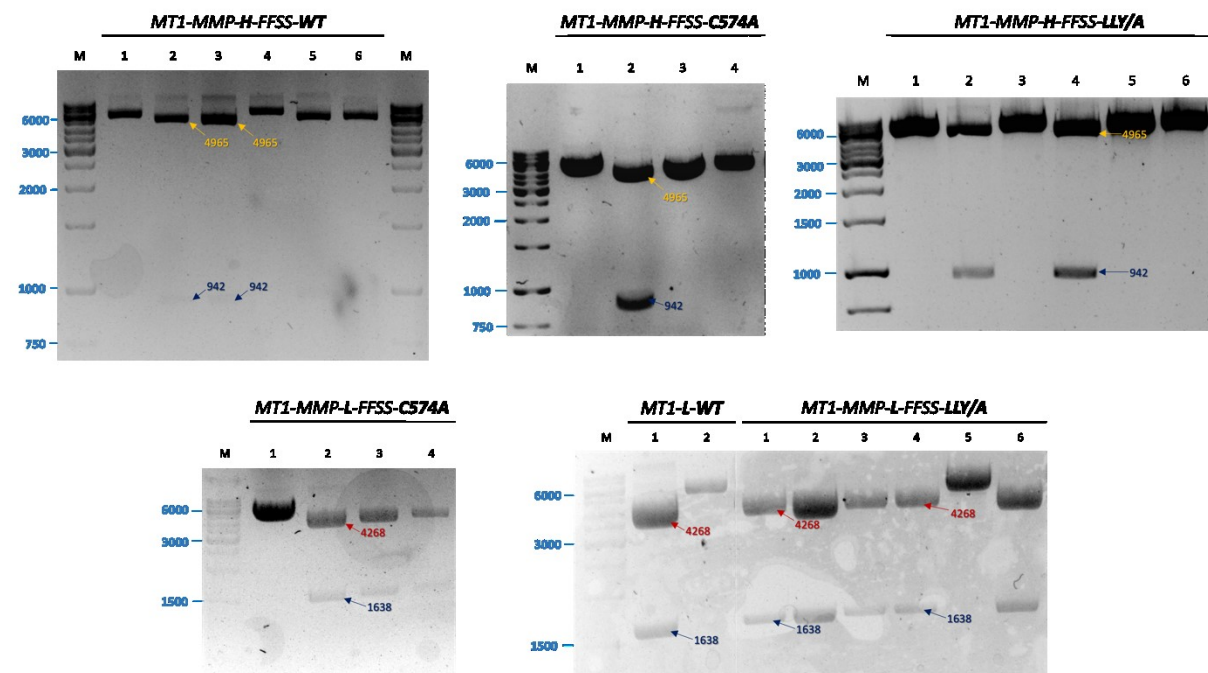 MT1-MMP-H-FFSS-WT
M 1 2 3 4 5 6 M
6000
3000
2000
1000
750
4965 4965
942 942
MT1-MMP-H-FFSS-C574A
M 1 2 3 4
6000
3000
2000
1000
750
4965
942
MT1-MMP-H-FFSS-LLY/A
M 1 2 3 4 5 6
6000
3000
2000
1500
1000
4965
942
MT1-MMP-L-FFSS-C574A
M 1 2 3 4
6000
3000
1500
4268
1638
MT1-L-WT MT1-MMP-L-FFSS-LLY/A
M 1 2 1 2 3 4 5 6
6000
3000
1500
4268 4268 4268
1638 1638 1638